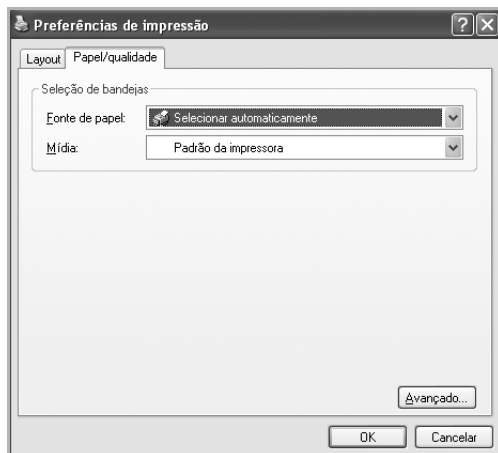 Preferências de impressão
Layout Papel/qualidade
Seleção de bandejas
Fonte de papel: Selecionar automaticamente
Mídia: Padrão da impressora
Avançado...
OK Cancelar